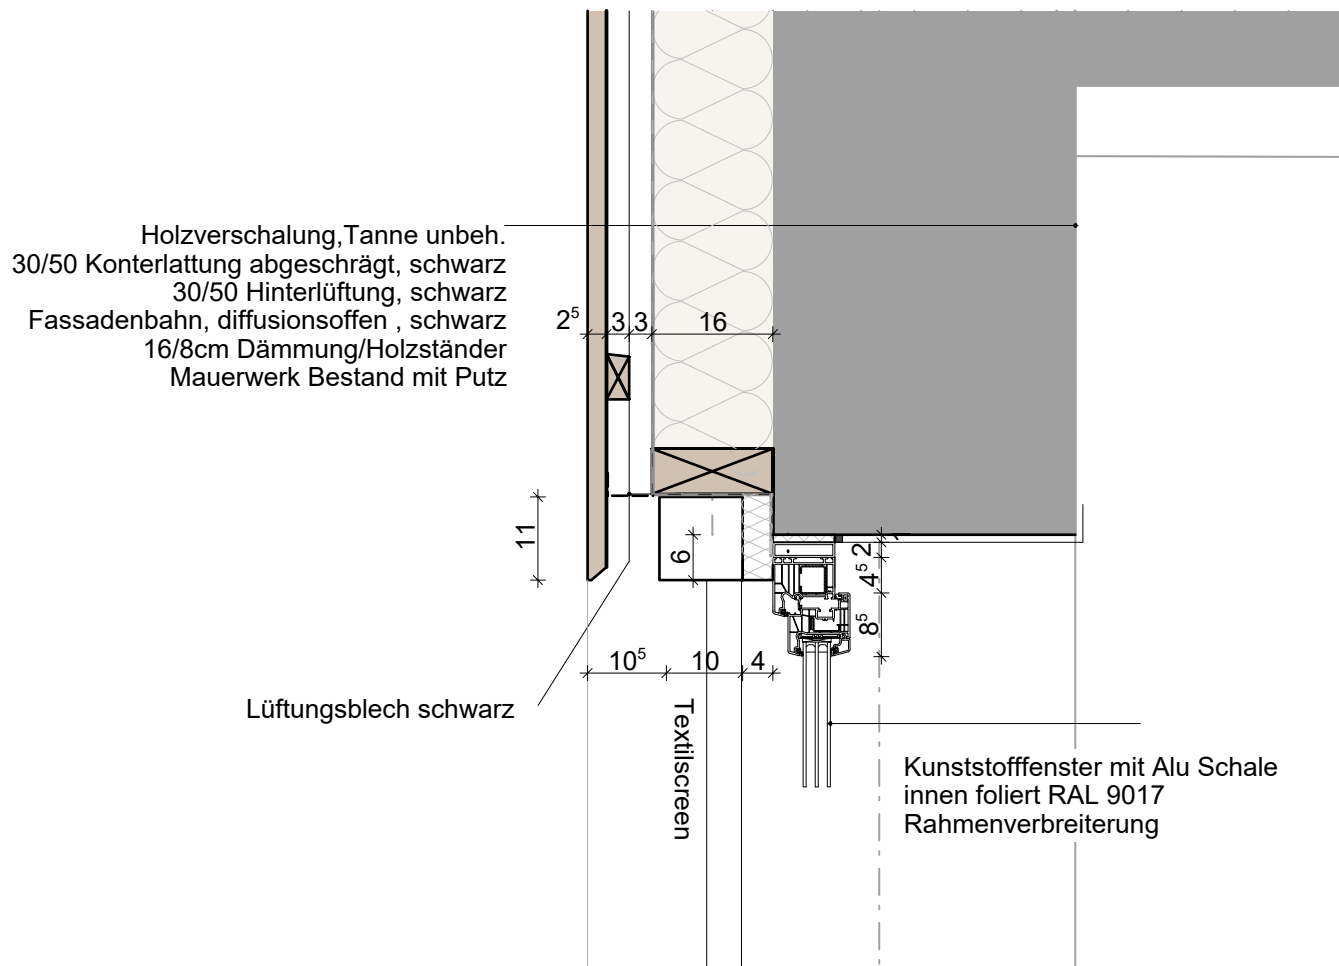 Holzverschalung,Tanne unbeh.
30/50 Konterlattung abgeschrägt, schwarz
30/50 Hinterlüftung, schwarz
Fassadenbahn, diffusionsoffen , schwarz
16/8cm Dämmung/Holzständer
Mauerwerk Bestand mit Putz
2⁵ 3 3 16
11
6
2
4⁵
8⁵
10⁵ 10 4
Lüftungsblech schwarz
Textilscreen
Kunststofffenster mit Alu Schale
innen foliert RAL 9017
Rahmenverbreiterung